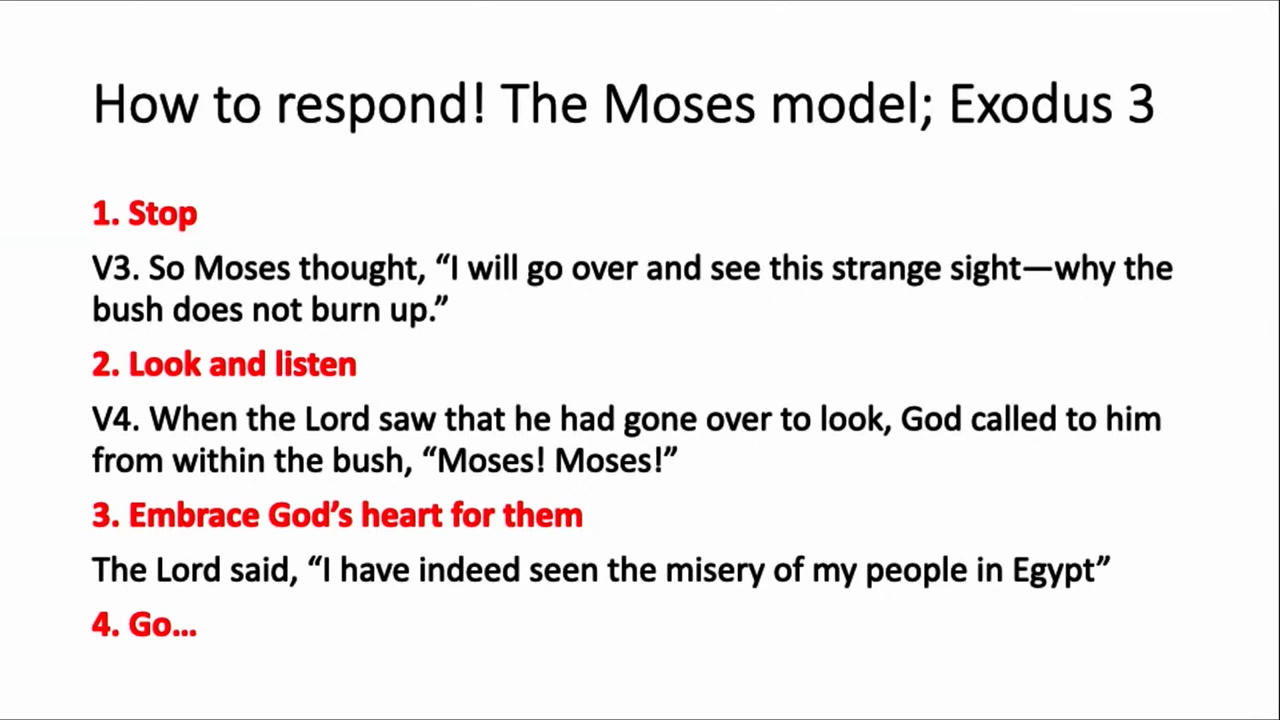 How to respond! The Moses model; Exodus 3
1. Stop
V3. So Moses thought, “I will go over and see this strange sight—why the
bush does not burn up.”
2. Look and listen
V4. When the Lord saw that he had gone over to look, God called to him
from within the bush, “Moses! Moses!”
3. Embrace God’s heart for them
The Lord said, “I have indeed seen the misery of my people in Egypt”
4. Go…